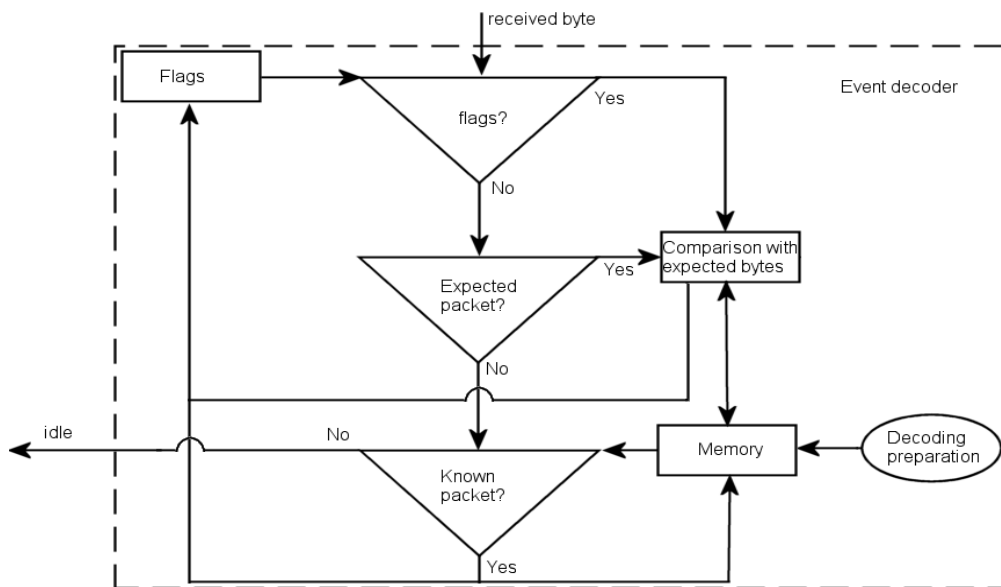 received byte
Flags
Yes
Event decoder
flags?
No
Comparison with
expected bytes
Yes
Expected
packet?
No
idle
No
Memory
Decoding
preparation
Known
packet?
Yes